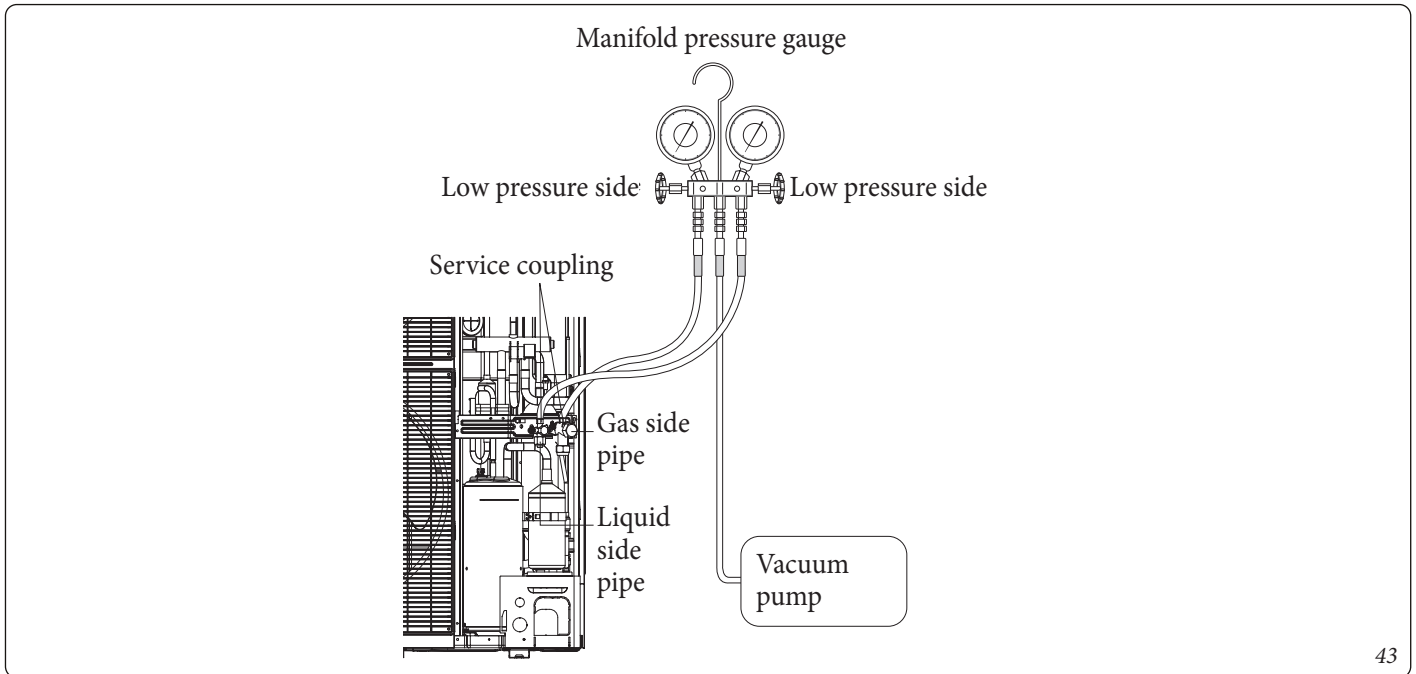 Manifold pressure gauge
Low pressure side
Low pressure side
Service coupling
Gas side
pipe
Liquid
side
pipe
Vacuum
pump
43